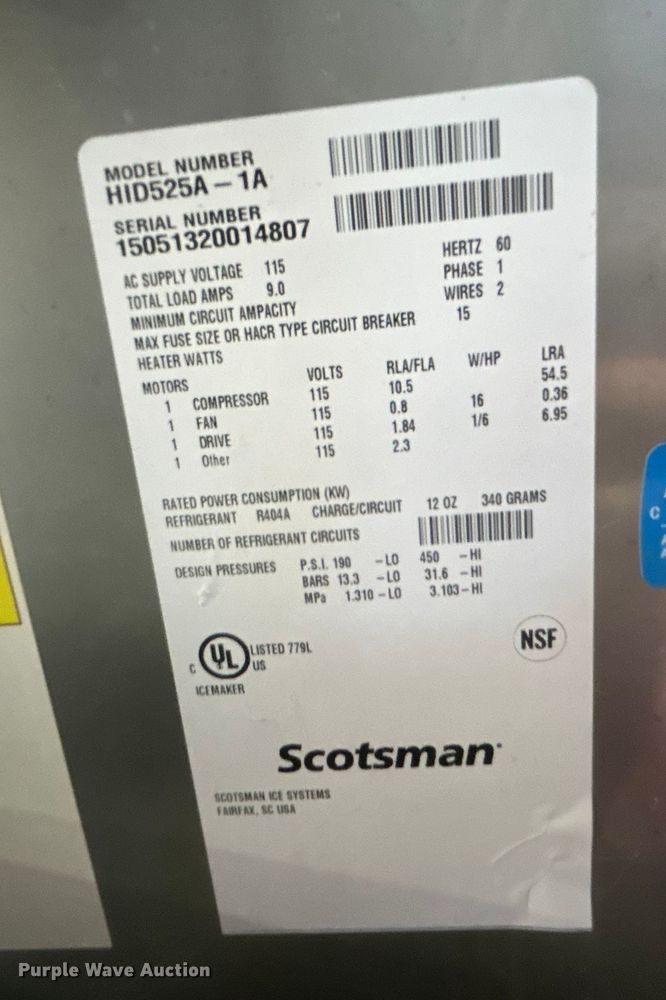 MODEL NUMBER
HID525A-1A
SERIAL NUMBER
15051320014807
AC SUPPLY VOLTAGE 115 HERTZ 60
TOTAL LOAD AMPS 9.0 PHASE 1
MINIMUM CIRCUIT AMPACITY WIRES 2
MAX FUSE SIZE OR HACR TYPE CIRCUIT BREAKER 15
HEATER WATTS
MOTORS VOLTS RLA/FLA W/HP LRA
1 COMPRESSOR 115 10.5 54.5
1 FAN 115 0.8 16 0.36
1 DRIVE 115 1.84 1/6 6.95
1 Other 115 2.3
RATED POWER CONSUMPTION (KW)
REFRIGERANT R404A CHARGE/CIRCUIT 12 OZ 340 GRAMS
NUMBER OF REFRIGERANT CIRCUITS
DESIGN PRESSURES P.S.I. 190 -LO 450 -HI
BARS 13.3 -LO 31.6 -HI
MPa 1.310-LO 3.103-HI
C UL US LISTED 779L
ICEMAKER
NSF
Scotsman
SCOTSMAN ICE SYSTEMS
FAIRFAX, SC USA
Purple Wave Auction